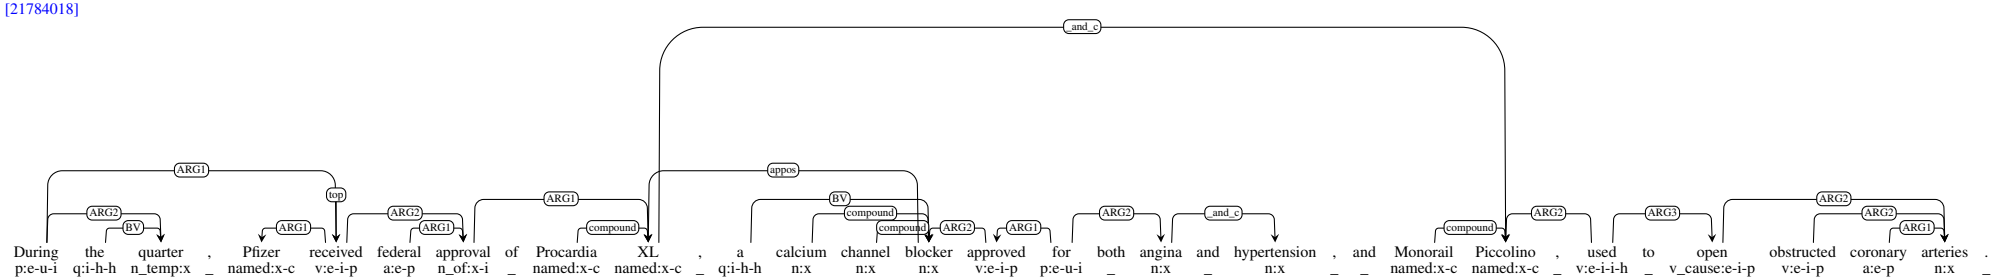 [21784018]
_and_c
ARG1 appos
top
ARG1 BV ARG2
ARG2 ARG2 compound ARG2 _and_c ARG2 ARG3 ARG2
BV ARG1 ARG1 compound compound ARG2 ARG1 compound ARG1
During the quarter , Pfizer received federal approval of Procardia XL , a calcium channel blocker approved for both angina and hypertension , and Monorail Piccolino , used to open obstructed coronary arteries .
p:e-u-i q:i-h-h n_temp:x _ named:x-c v:e-i-p a:e-p n_of:x-i _ named:x-c named:x-c _ q:i-h-h n:x n:x n:x v:e-i-p p:e-u-i _ n:x _ n:x _ _ named:x-c named:x-c _ v:e-i-i-h _ v_cause:e-i-p v:e-i-p a:e-p n:x _